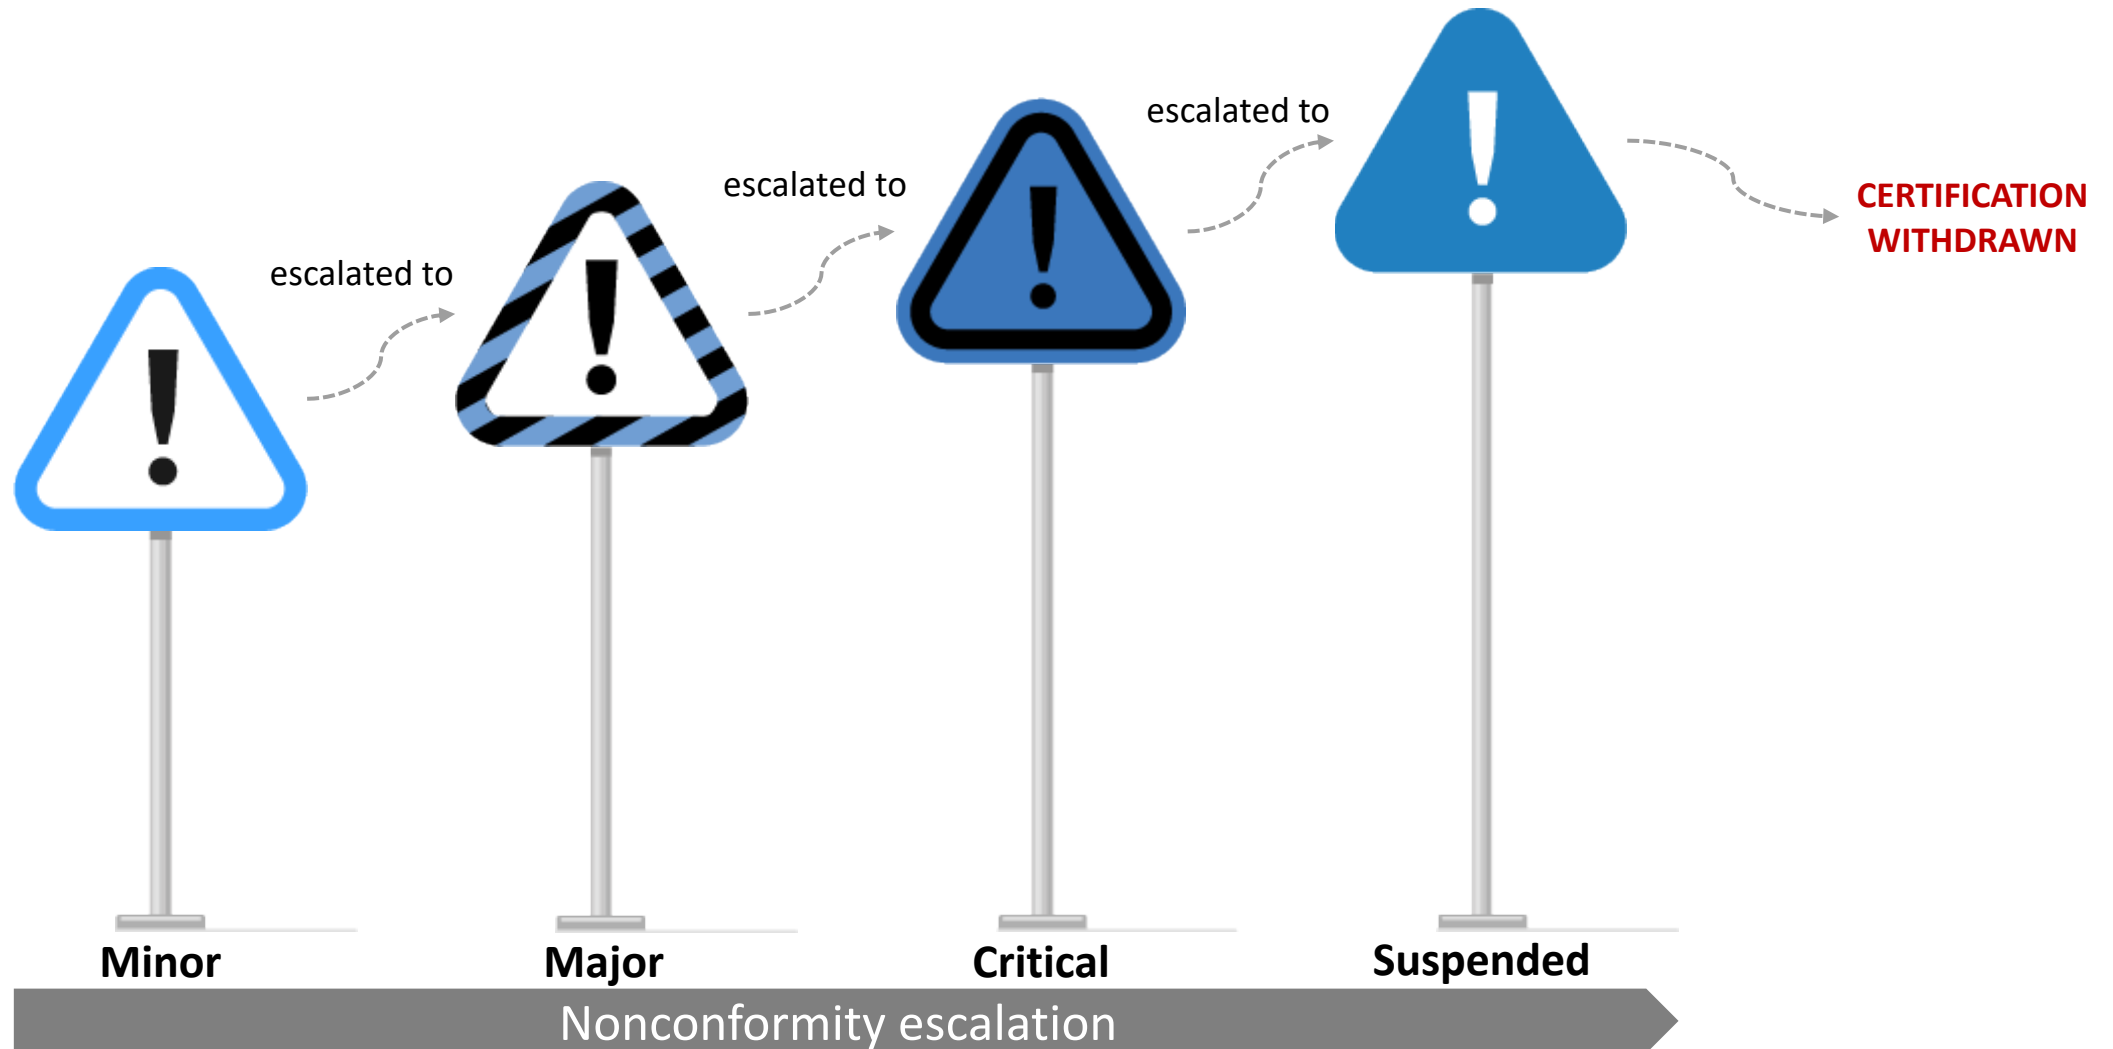 escalated to
escalated to
escalated to
CERTIFICATION
WITHDRAWN
Minor
Major
Critical
Suspended
Nonconformity escalation